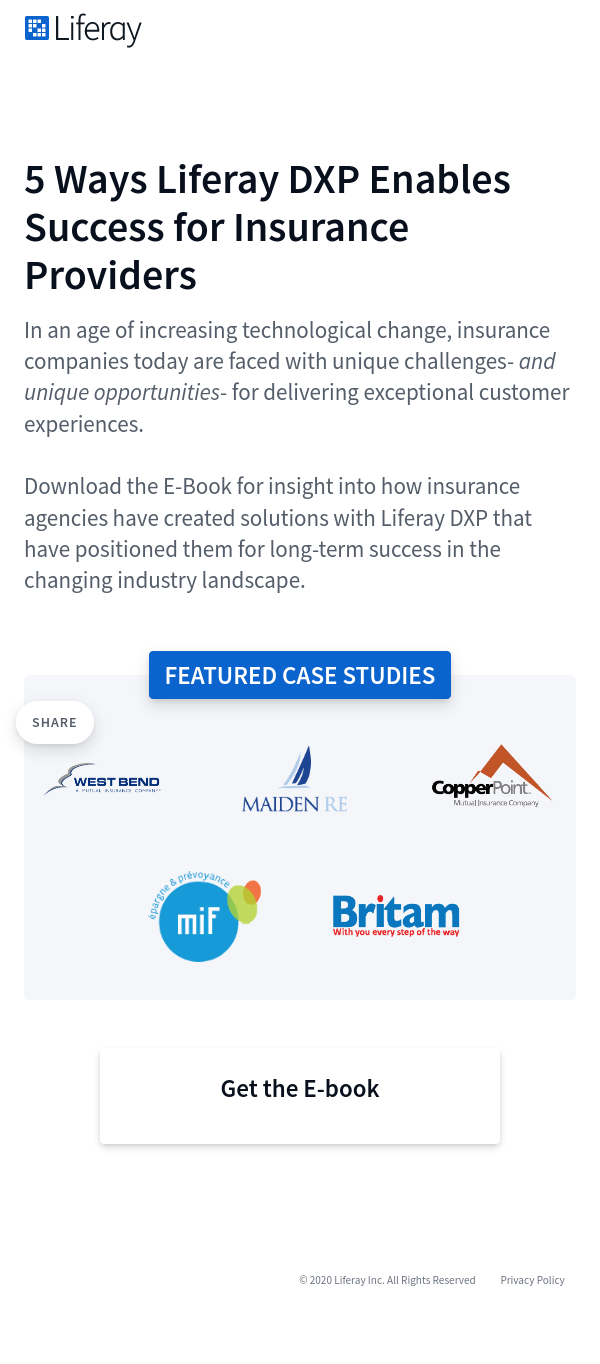 Liferay
5 Ways Liferay DXP Enables
Success for Insurance
Providers
In an age of increasing technological change, insurance
companies today are faced with unique challenges- and
unique opportunities- for delivering exceptional customer
experiences.
Download the E-Book for insight into how insurance
agencies have created solutions with Liferay DXP that
have positioned them for long-term success in the
changing industry landscape.
FEATURED CASE STUDIES
SHARE
WEST BEND
A MUTUAL INSURANCE COMPANY
MAIDEN RE
CopperPoint
Mutual Insurance Company
épargne & prévoyance
miF
Britam
With you every step of the way
Get the E-book
© 2020 Liferay Inc. All Rights Reserved Privacy Policy